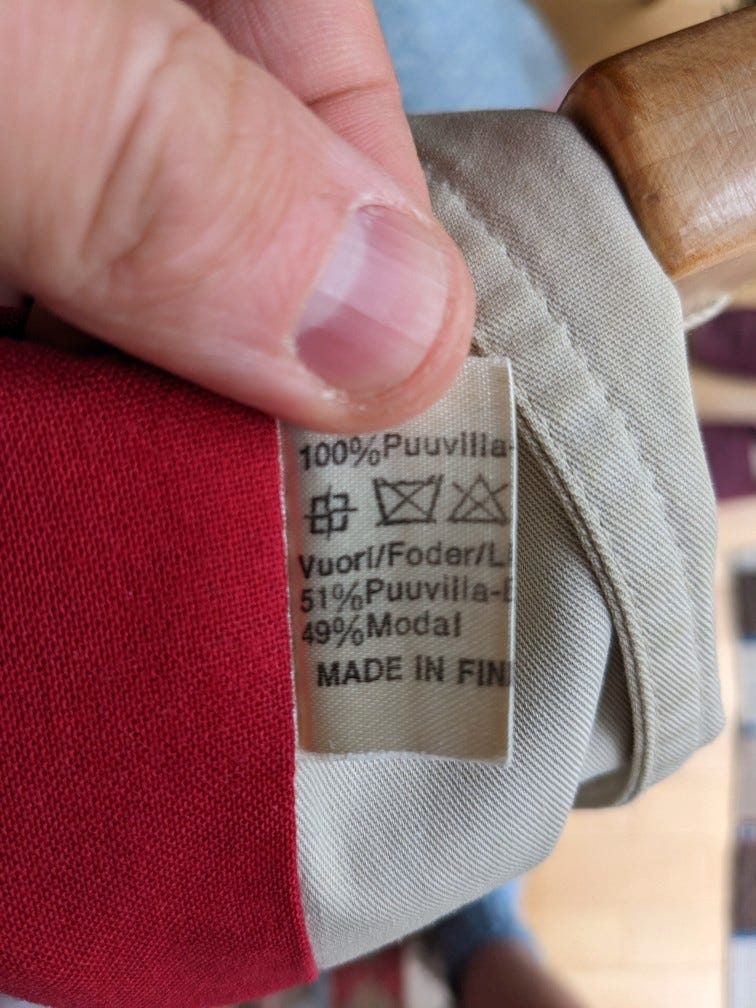 100%Puuvilla-
Vuori/Foder/L
51%Puuvilla-
49%Modal
MADE IN FIN